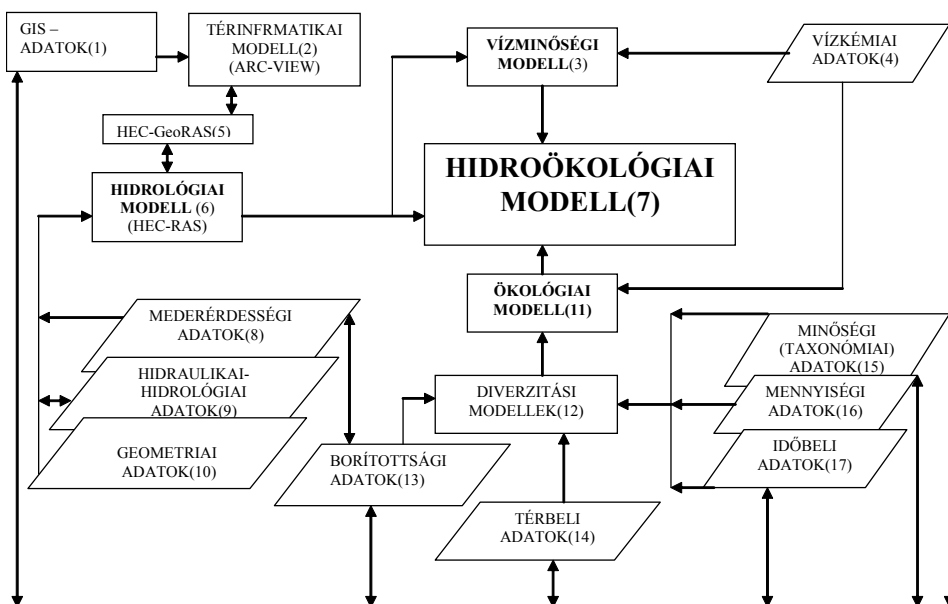 GIS –
ADATOK(1)
TÉRINFRMATIKAI
MODELL(2)
(ARC-VIEW)
VÍZMINŐSÉGI
MODELL(3)
VÍZKÉMIAI
ADATOK(4)
HEC-GeoRAS(5)
HIDROLÓGIAI
MODELL (6)
(HEC-RAS)
HIDROÖKOLÓGIAI
MODELL(7)
ÖKOLÓGIAI
MODELL(11)
MEDERÉRDESSÉGI
ADATOK(8)
HIDRAULIKAI-
HIDROLÓGIAI
ADATOK(9)
GEOMETRIAI
ADATOK(10)
DIVERZITÁSI
MODELLEK(12)
BORÍTOTTSÁGI
ADATOK(13)
TÉRBELI
ADATOK(14)
MINŐSÉGI
(TAXONÓMIAI)
ADATOK(15)
MENNYISÉGI
ADATOK(16)
IDŐBELI
ADATOK(17)